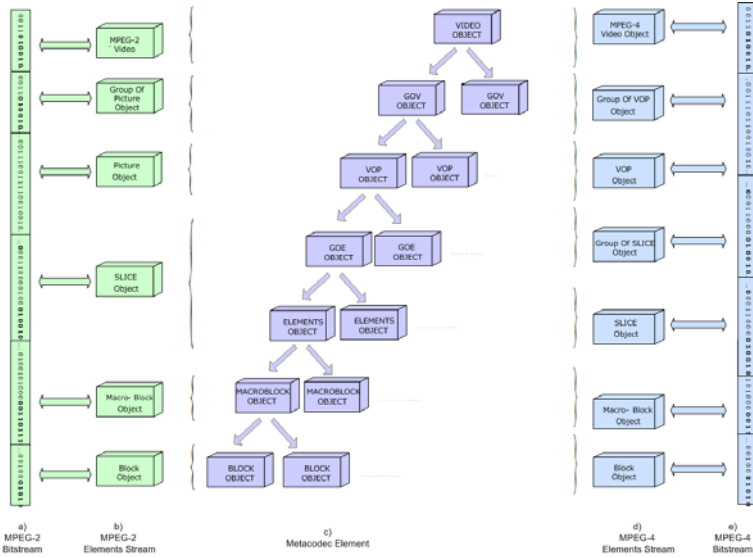 MPEG-2
Video
Group Of
Picture
Object
Picture
Object
SLICE
Object
Macro- Block
Object
Block
Object
VIDEO
OBJECT
GOV
OBJECT
GOV
OBJECT
VOP
OBJECT
VOP
OBJECT
GOE
OBJECT
GOE
OBJECT
ELEMENTS
OBJECT
ELEMENTS
OBJECT
MACROBLOCK
OBJECT
MACROBLOCK
OBJECT
BLOCK
OBJECT
BLOCK
OBJECT
MPEG-4
Video Object
Group Of VOP
Object
VOP
Object
Group Of SLICE
Object
SLICE
Object
Macro- Block
Object
Block
Object
a)
MPEG-2
Bitstream
b)
MPEG-2
Elements Stream
c)
Metacodec Element
d)
MPEG-4
Elements Stream
e)
MPEG-4
Bitstream